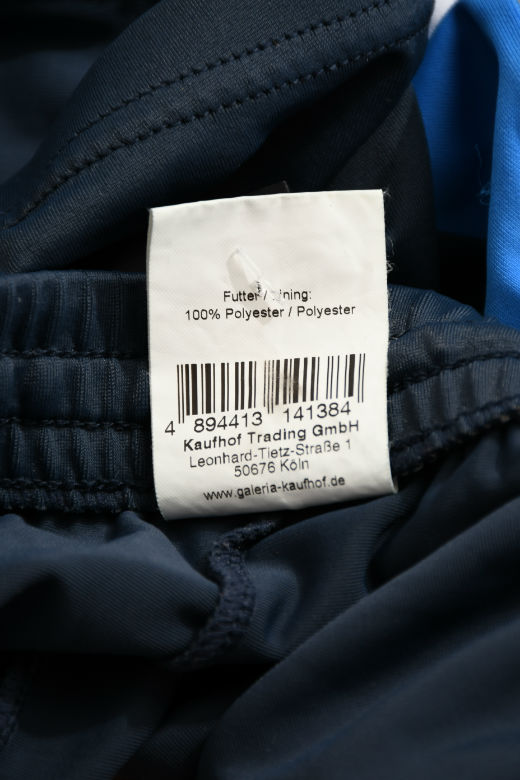 Futter / Lining:
100% Polyester / Polyester
4 894413 141384
Kaufhof Trading GmbH
Leonhard-Tietz-Straße 1
50676 Köln
www.galeria-kaufhof.de